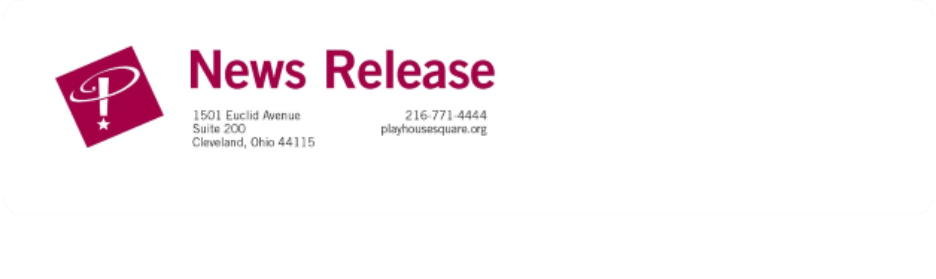 News Release
1501 Euclid Avenue
Suite 200
Cleveland, Ohio 44115
216-771-4444
playhousesquare.org